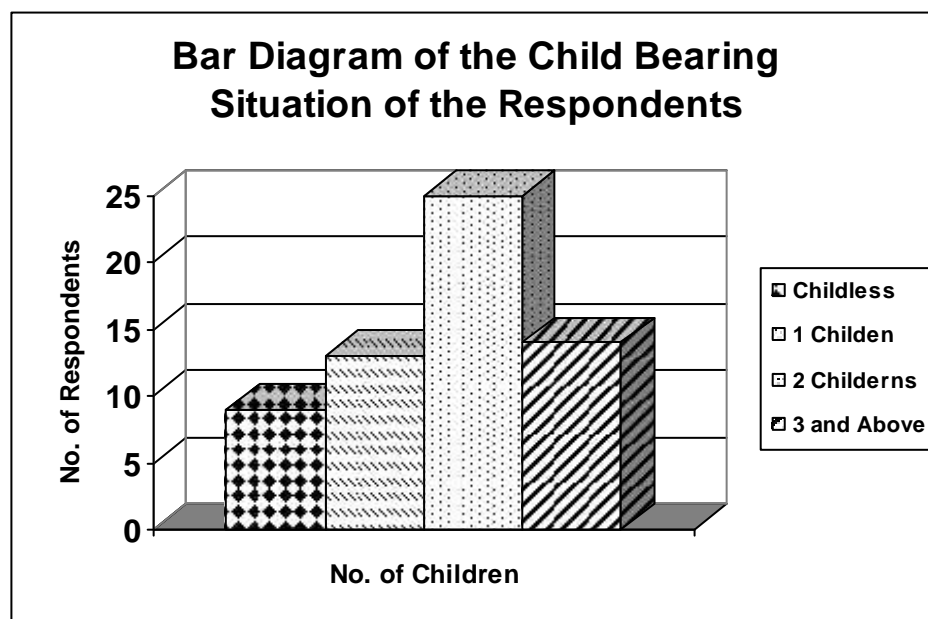 Bar Diagram of the Child Bearing
Situation of the Respondents
25
20
15
10
5
0
No. of Respondents
No. of Children
Childless
1 Childen
2 Childerns
3 and Above